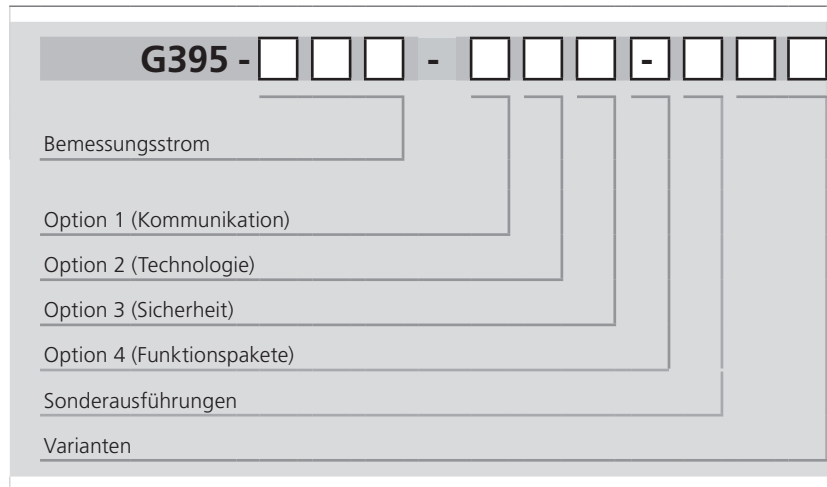 G395 - - -
Bemessungsstrom
Option 1 (Kommunikation)
Option 2 (Technologie)
Option 3 (Sicherheit)
Option 4 (Funktionspakete)
Sonderausführungen
Varianten